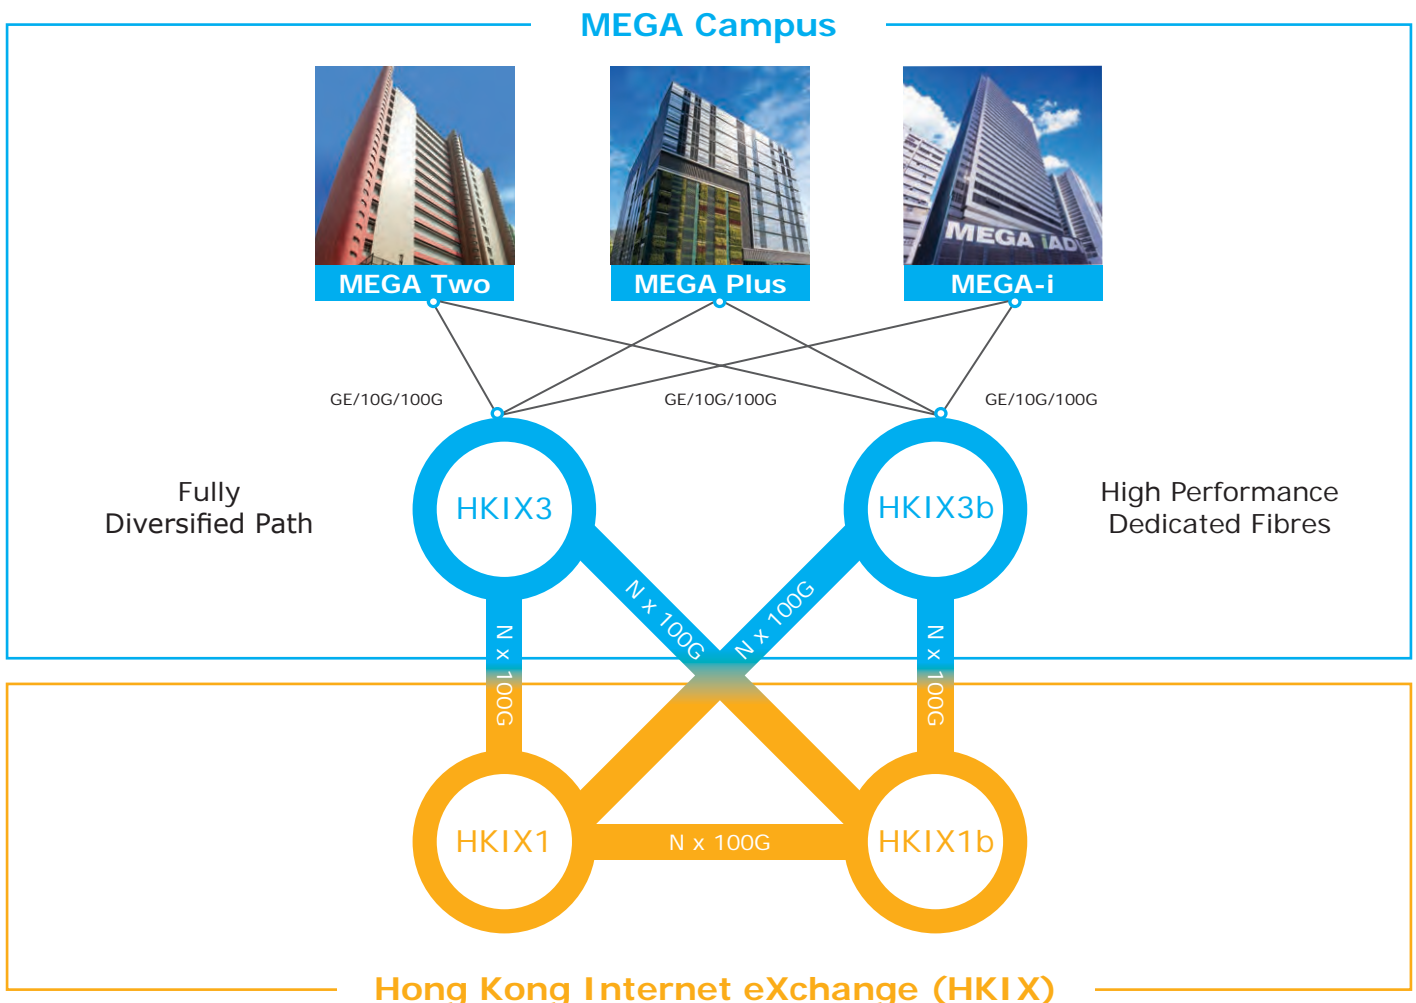 MEGA Campus
MEGA iAD
MEGA Two
MEGA Plus
MEGA-i
GE/10G/100G
GE/10G/100G
GE/10G/100G
Fully
Diversified Path
HKIX3
HKIX3b
High Performance
Dedicated Fibres
N x 100G
N x 100G
N x 100G
N x 100G
HKIX1
N x 100G
HKIX1b
Hong Kong Internet eXchange (HKIX)